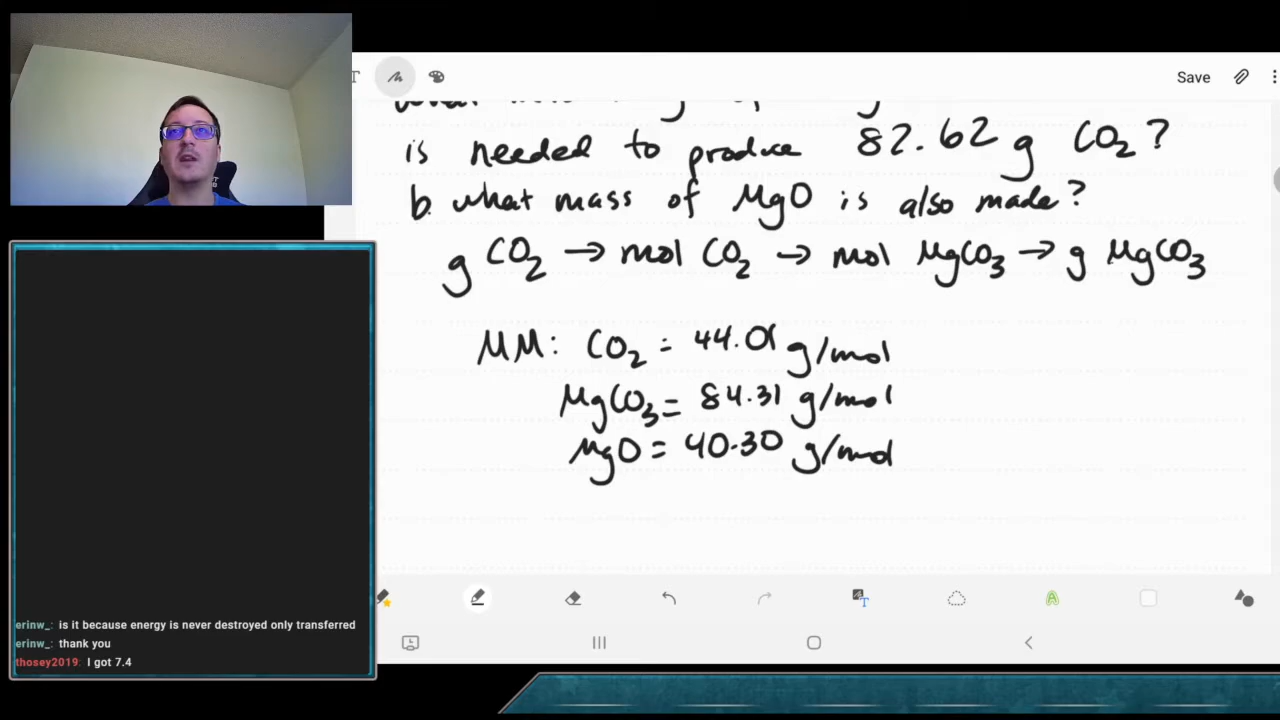 T
Save
is needed to produce 82.62 g CO2?
b. what mass of MgO is also made?
g CO2 → mol CO2 → mol MgCO3 → g MgCO3
MM: CO2 = 44.01 g/mol
MgCO3 = 84.31 g/mol
MgO = 40.30 g/mol
erinw_: is it because energy is never destroyed only transferred
erinw_: thank you
thosey2019: I got 7.4